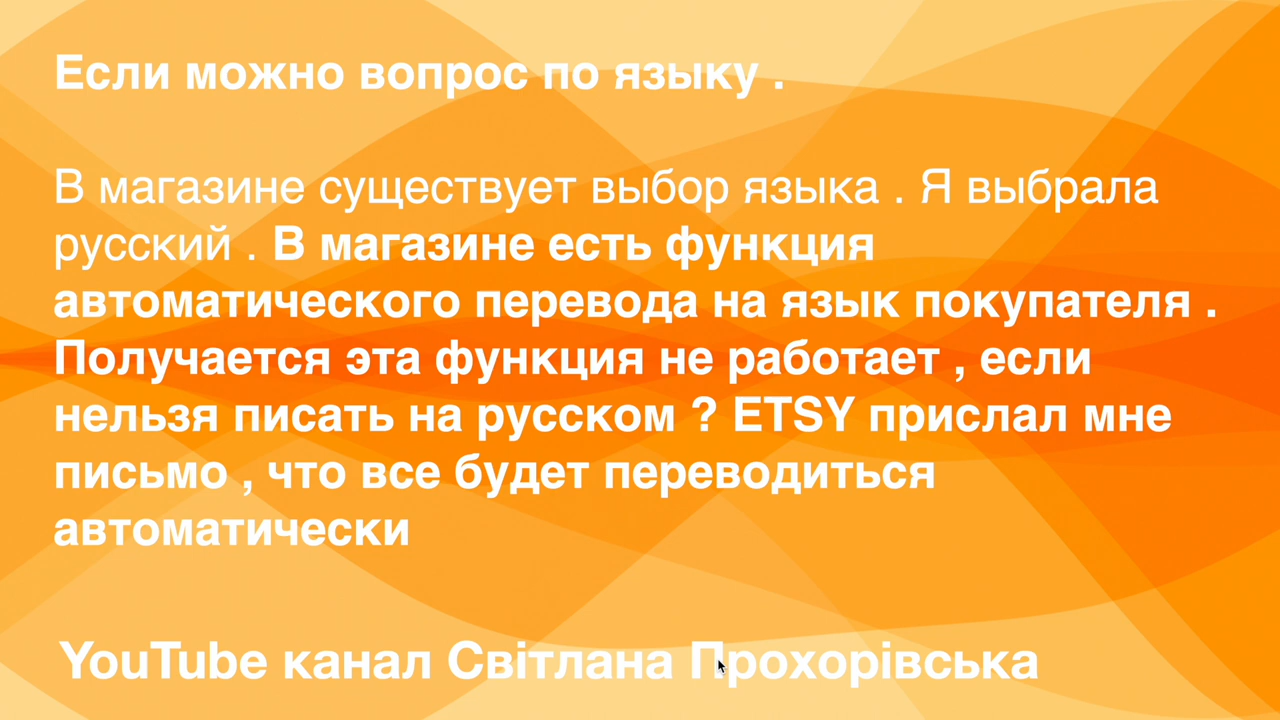 Если можно вопрос по языку .
В магазине существует выбор языка . Я выбрала
русский . В магазине есть функция
автоматического перевода на язык покупателя .
Получается эта функция не работает , если
нельзя писать на русском ? ETSY прислал мне
письмо , что все будет переводиться
автоматически
YouTube канал Світлана Прохорівська